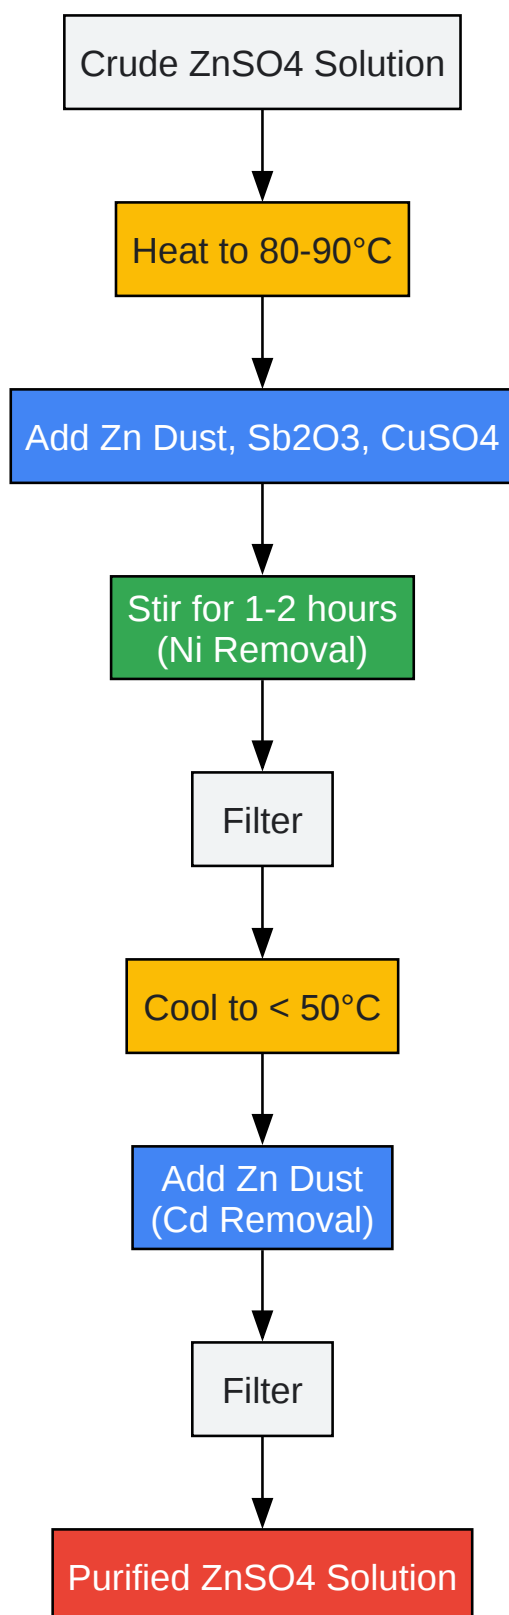 Crude ZnSO4 Solution
Heat to 80-90°C
Add Zn Dust, Sb2O3, CuSO4
Stir for 1-2 hours
(Ni Removal)
Filter
Cool to < 50°C
Add Zn Dust
(Cd Removal)
Filter
Purified ZnSO4 Solution